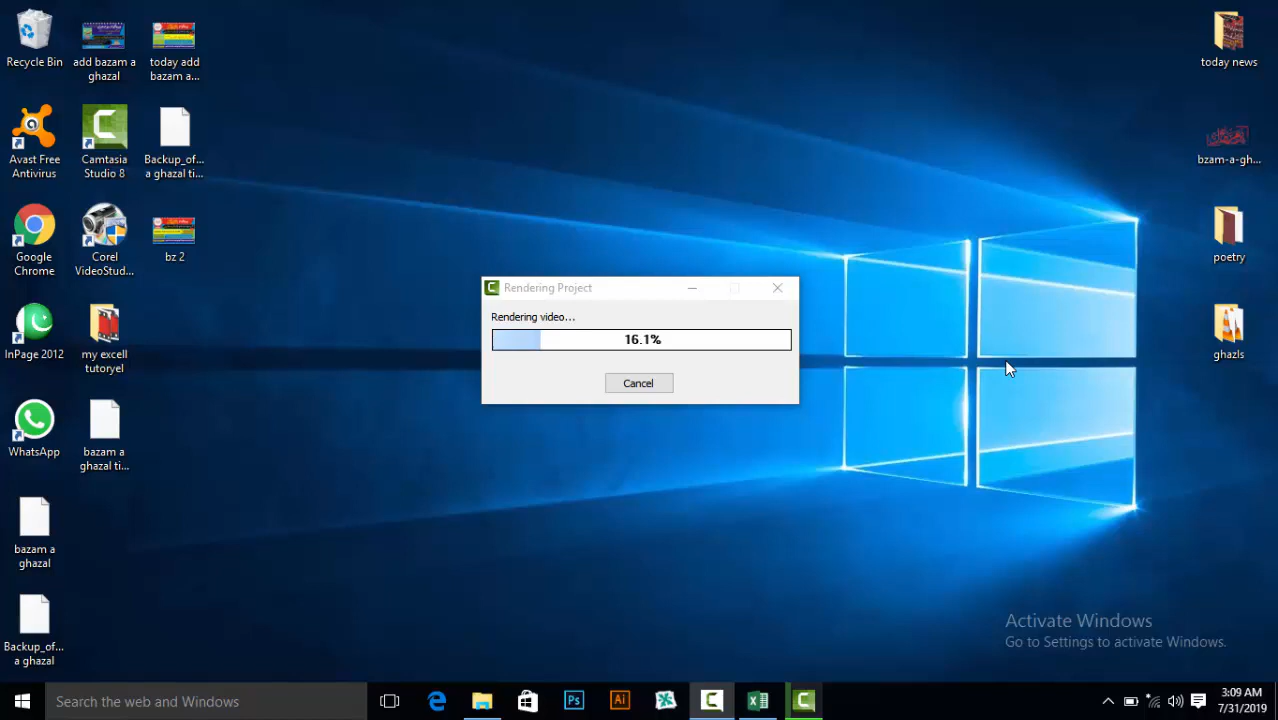 Recycle Bin
add bazam a
ghazal
today add
bazam a...
Avast Free
Antivirus
Camtasia
Studio 8
Backup_of...
a ghazal ti...
Google
Chrome
Corel
VideoStud...
bz 2
InPage 2012
my excell
tutoryel
WhatsApp
bazam a
ghazal ti...
bazam a
ghazal
Backup_of...
a ghazal
Rendering Project
Rendering video...
16.1%
Cancel
today news
bzam-a-gh...
poetry
ghazls
Activate Windows
Go to Settings to activate Windows.
Search the web and Windows
Ps
Ai
3:09 AM
7/31/2019